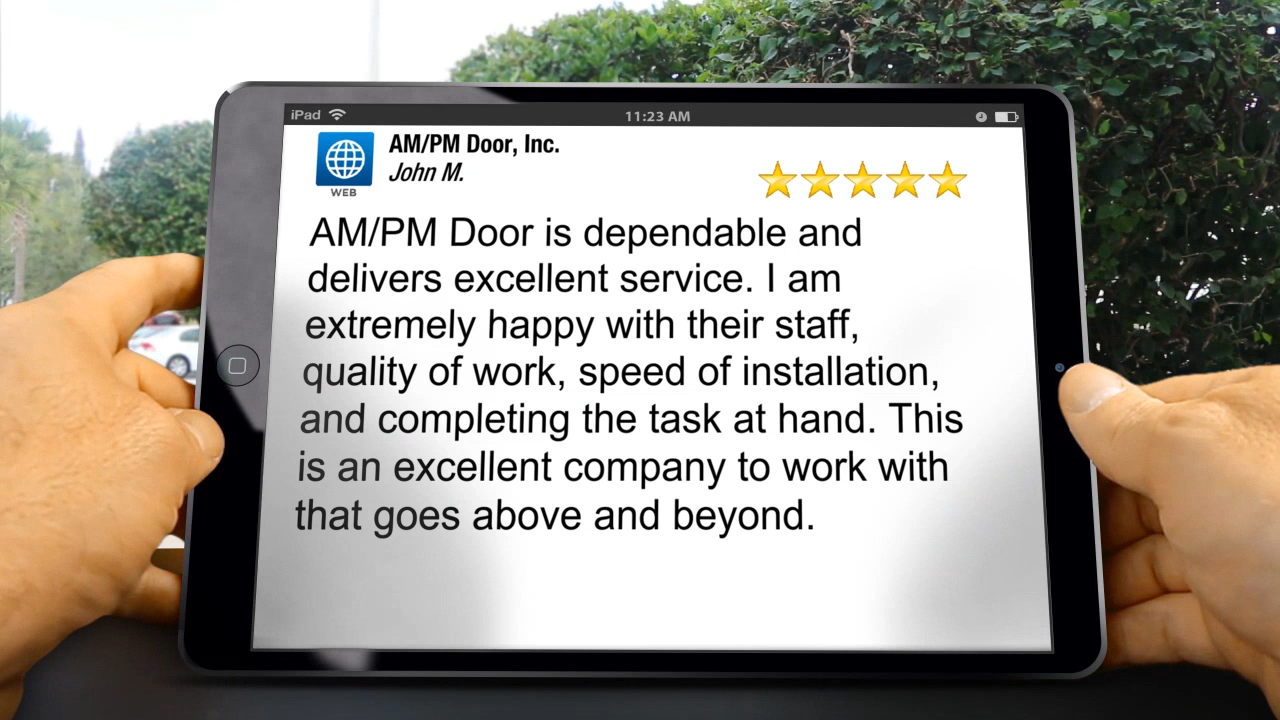 iPad 11:23 AM
AM/PM Door, Inc.
John M.
WEB
AM/PM Door is dependable and
delivers excellent service. I am
extremely happy with their staff,
quality of work, speed of installation,
and completing the task at hand. This
is an excellent company to work with
that goes above and beyond.